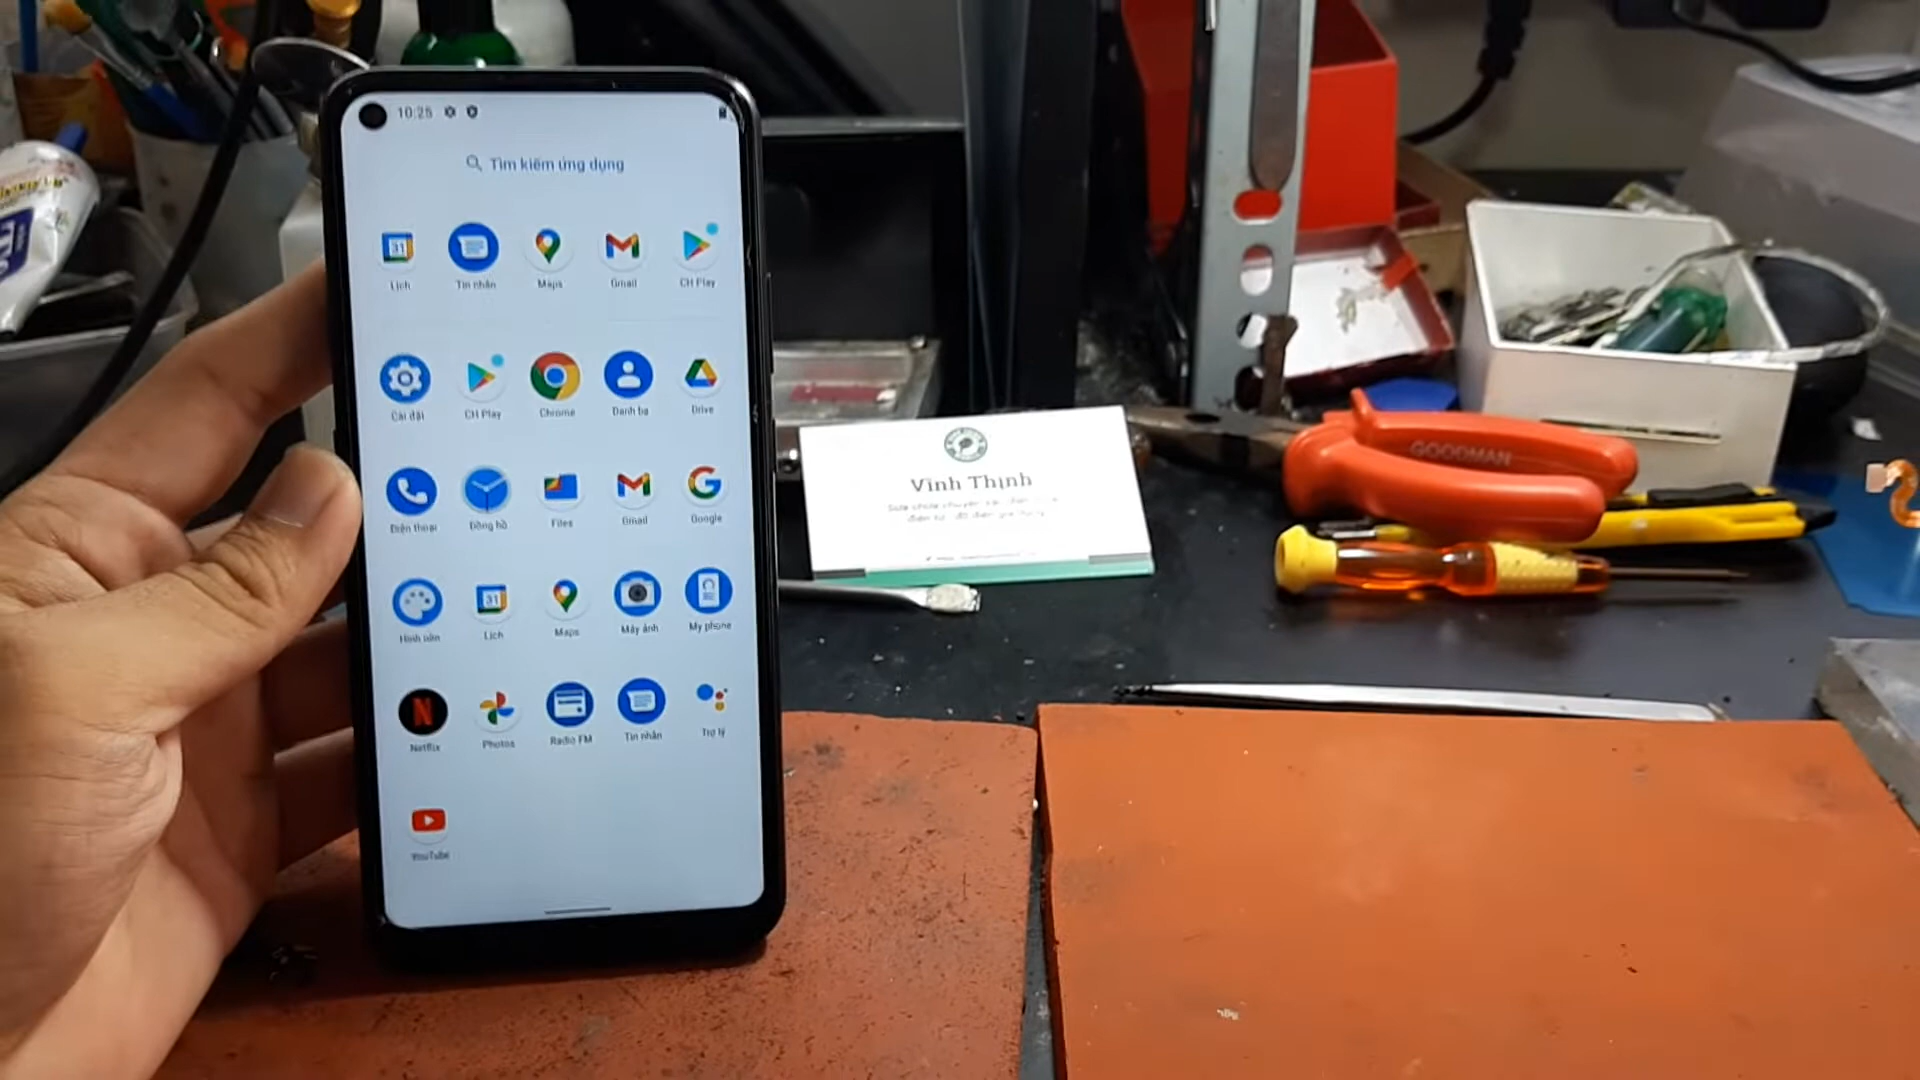 10:25
Tìm kiếm ứng dụng
31
Lịch
Tin nhắn
Maps
Gmail
CH Play
Cài đặt
CH Play
Chrome
Danh bạ
Drive
Điện thoại
Đồng hồ
Files
Gmail
Google
Hình nền
31
Lịch
Maps
Máy ảnh
My phone
Netflix
Photos
Radio FM
Tin nhắn
Trợ lý
YouTube
Vĩnh Thịnh
GOODMAN